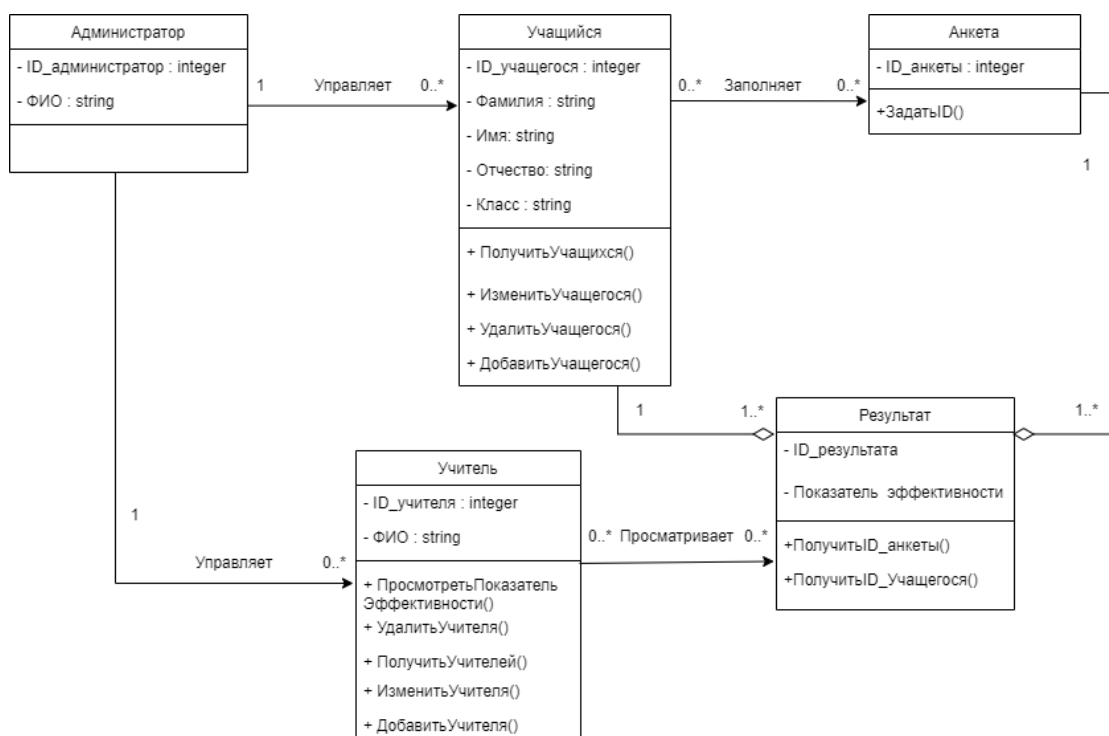 Администратор
- ID_администратор : integer
- ФИО : string
1 Управляет 0..*
Учащийся
- ID_учащегося : integer
- Фамилия : string
- Имя: string
- Отчество: string
- Класс : string
+ ПолучитьУчащихся()
+ ИзменитьУчащегося()
+ УдалитьУчащегося()
+ ДобавитьУчащегося()
0..* Заполняет 0..*
Анкета
- ID_анкеты : integer
+ЗадатьID()
1
1 1..*
Результат
- ID_результата
- Показатель эффективности
+ПолучитьID_анкеты()
+ПолучитьID_Учащегося()
1..*
1
Управляет 0..*
Учитель
- ID_учителя : integer
- ФИО : string
+ ПросмотретьПоказатель
Эффективности()
+ УдалитьУчителя()
+ ПолучитьУчителей()
+ ИзменитьУчителя()
+ ДобавитьУчителя()
0..* Просматривает 0..*